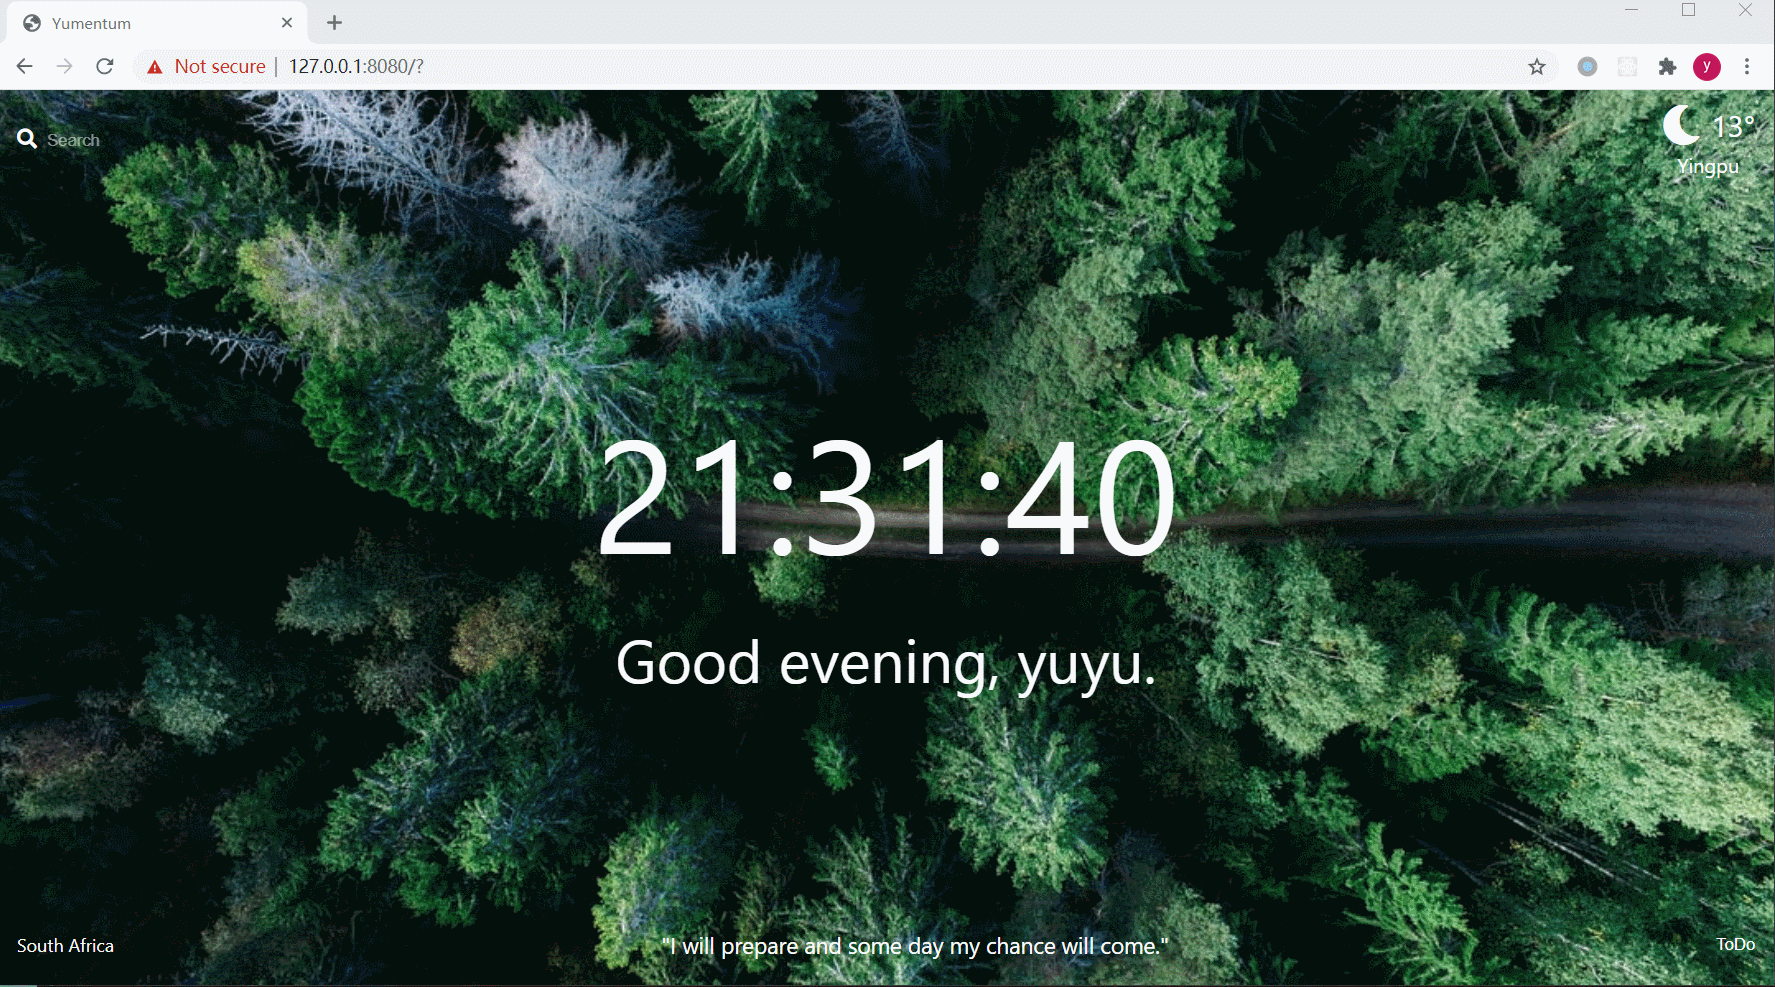 Yumentum
Not secure | 127.0.0.1:8080/?
y
Search
13°
Yingpu
21:31:40
Good evening, yuyu.
South Africa
"I will prepare and some day my chance will come."
ToDo